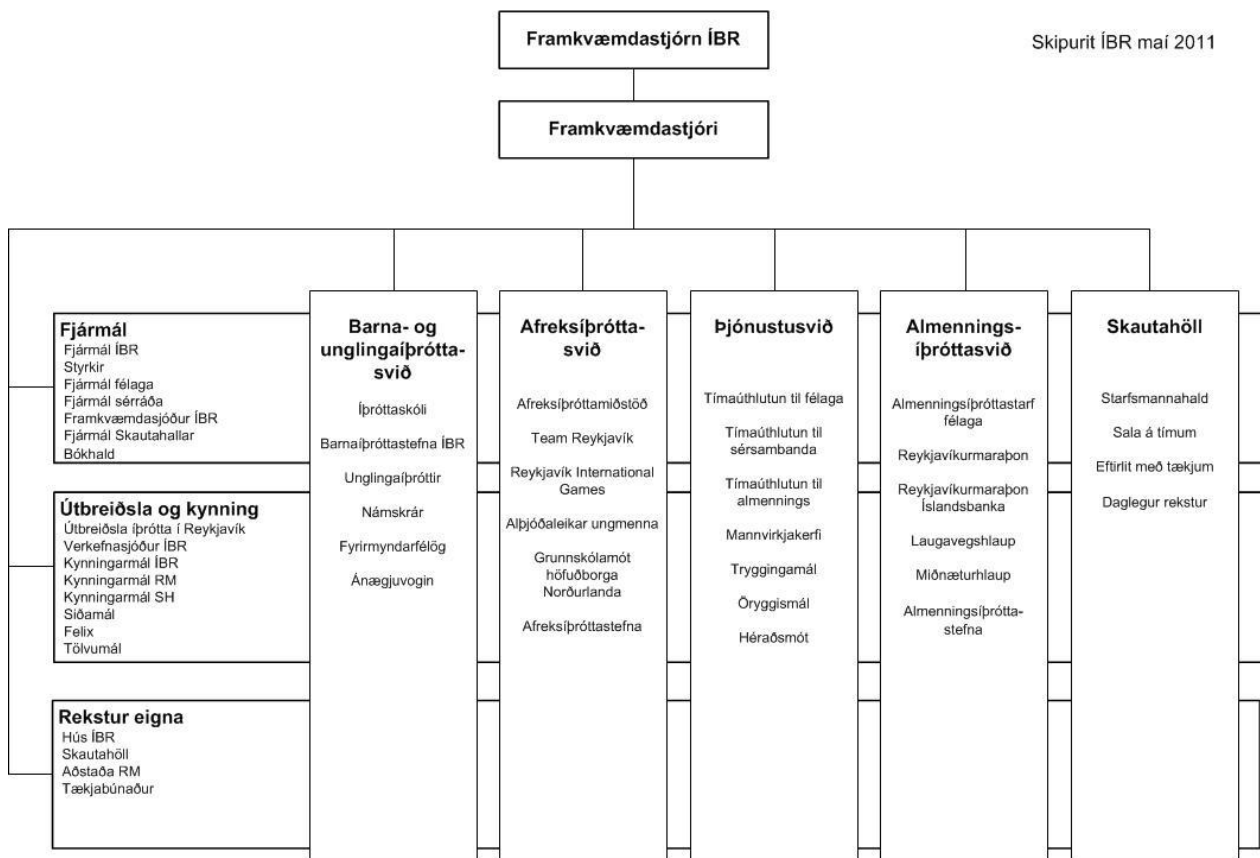 Framkvæmdastjórn ÍBR
Skipurit ÍBR maí 2011
Framkvæmdastjóri
Fjármál
Fjármál ÍBR
Styrkir
Fjármál félaga
Fjármál sérráða
Framkvæmdasjóður ÍBR
Fjármál Skautahallar
Bókhald
Útbreiðsla og kynning
Útbreiðsla íþrótta í Reykjavík
Verkefnasjóður ÍBR
Kynningarmál ÍBR
Kynningarmál RM
Kynningarmál SH
Siðamál
Felix
Tölvumál
Rekstur eigna
Hús ÍBR
Skautahöll
Aðstaða RM
Tækjabúnaður
Barna- og
unglingaíþrótta-
svið
Íþróttaskóli
Barnaíþróttastefna ÍBR
Unglingaíþróttir
Námskrár
Fyrirmyndarfélög
Ánægjuvogin
Afreksíþrótta-
svið
Afreksíþróttamiðstöð
Team Reykjavík
Reykjavík International
Games
Alþjóðaleikar ungmenna
Grunnskólamót
höfuðborga
Norðurlanda
Afreksíþróttastefna
Þjónustusvið
Tímaúthlutun til félaga
Tímaúthlutun til
sérsambanda
Tímaúthlutun til
almennings
Mannvirkjakerfi
Tryggingamál
Öryggismál
Héraðsmót
Almennings-
íþróttasvið
Almenningsíþróttastarf
félaga
Reykjavíkurmaraþon
Reykjavíkurmaraþon
Íslandsbanka
Laugavegshlaup
Miðnæturhlaup
Almenningsíþrótta-
stefna
Skautahöll
Starfsmannahald
Sala á tímum
Eftirlit með tækjum
Daglegur rekstur